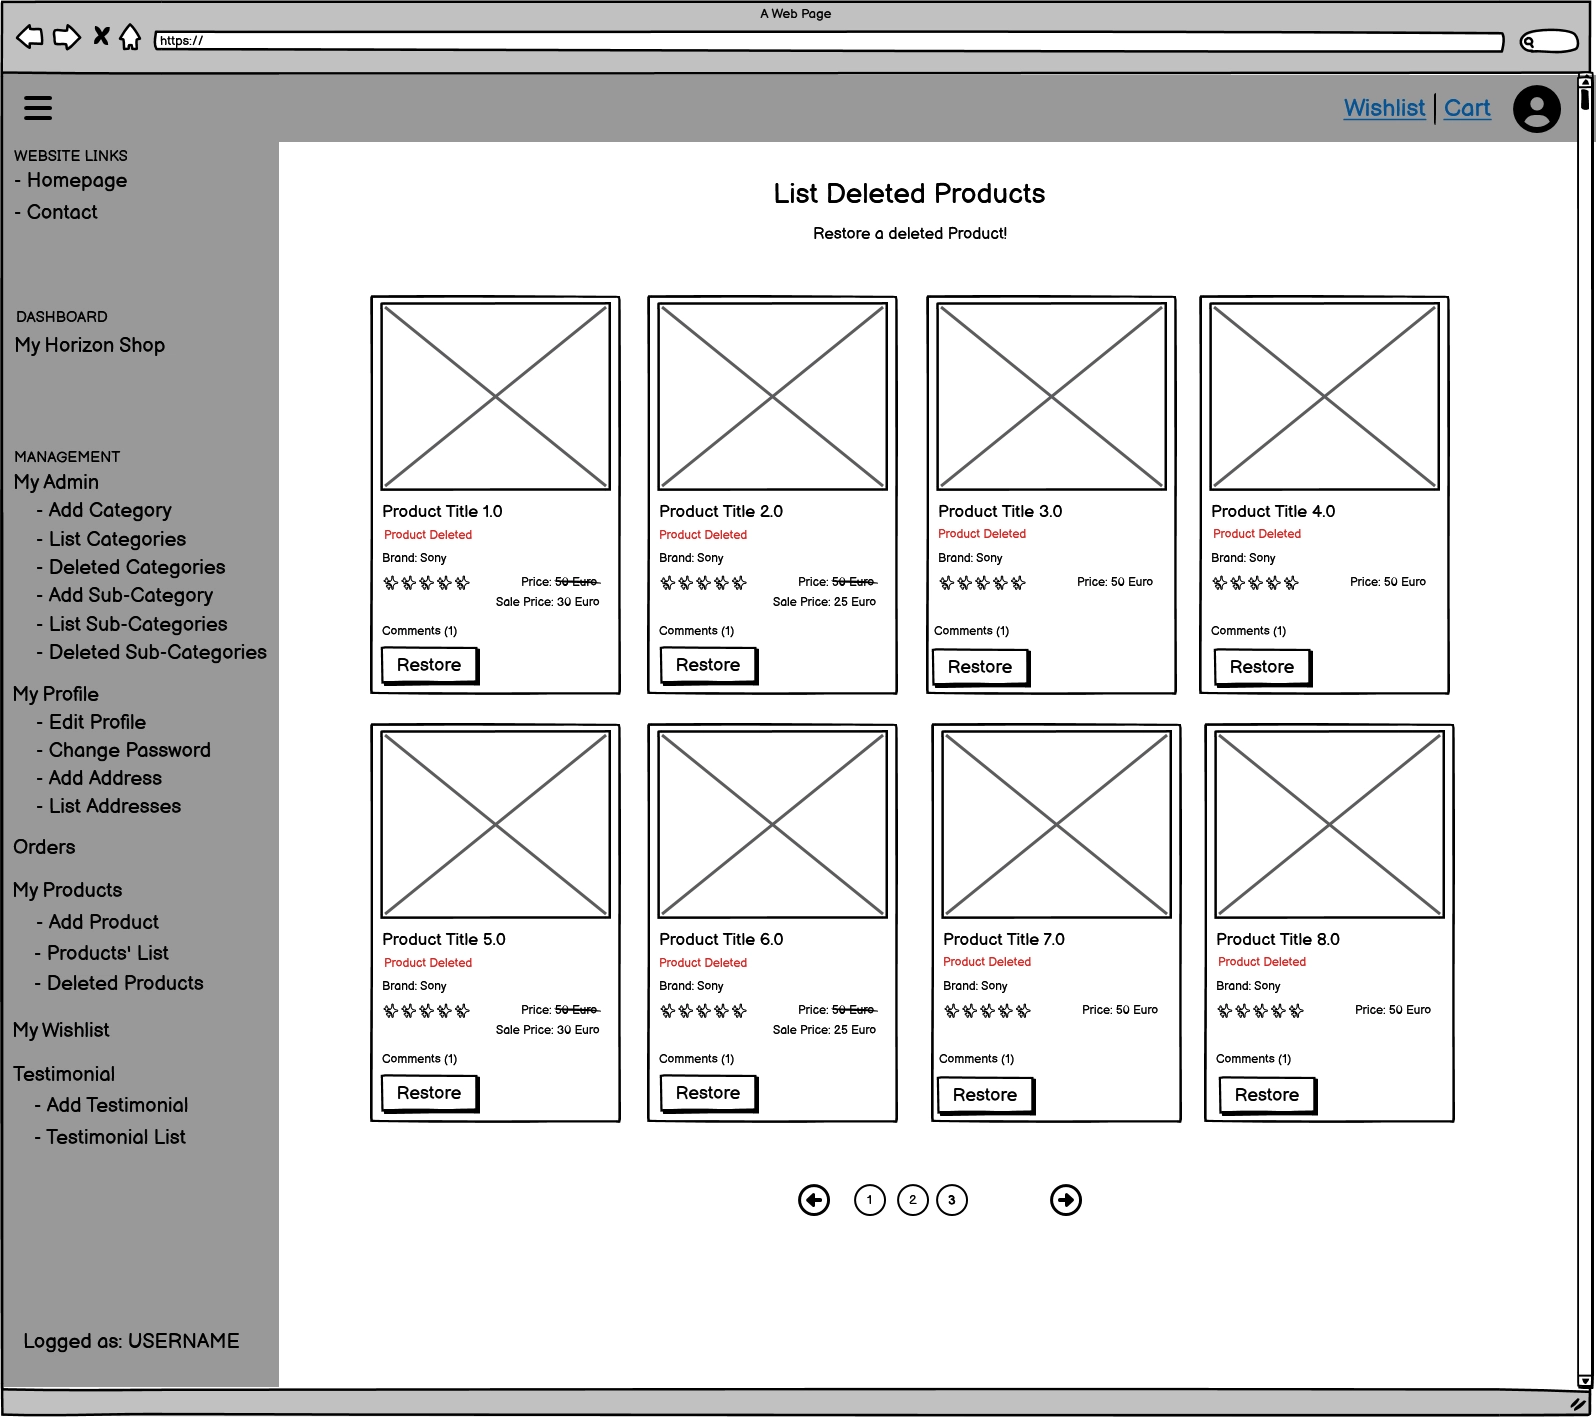 A Web Page
https://
Wishlist Cart
WEBSITE LINKS
- Homepage
- Contact
DASHBOARD
My Horizon Shop
MANAGEMENT
My Admin
- Add Category
- List Categories
- Deleted Categories
- Add Sub-Category
- List Sub-Categories
- Deleted Sub-Categories
My Profile
- Edit Profile
- Change Password
- Add Address
- List Addresses
Orders
My Products
- Add Product
- Products' List
- Deleted Products
My Wishlist
Testimonial
- Add Testimonial
- Testimonial List
Logged as: USERNAME
List Deleted Products
Restore a deleted Product!
Product Title 1.0
Product Deleted
Brand: Sony
Price: 50 Euro
Sale Price: 30 Euro
Comments (1)
Restore
Product Title 2.0
Product Deleted
Brand: Sony
Price: 50 Euro
Sale Price: 25 Euro
Comments (1)
Restore
Product Title 3.0
Product Deleted
Brand: Sony
Price: 50 Euro
Comments (1)
Restore
Product Title 4.0
Product Deleted
Brand: Sony
Price: 50 Euro
Comments (1)
Restore
Product Title 5.0
Product Deleted
Brand: Sony
Price: 50 Euro
Sale Price: 30 Euro
Comments (1)
Restore
Product Title 6.0
Product Deleted
Brand: Sony
Price: 50 Euro
Sale Price: 25 Euro
Comments (1)
Restore
Product Title 7.0
Product Deleted
Brand: Sony
Price: 50 Euro
Comments (1)
Restore
Product Title 8.0
Product Deleted
Brand: Sony
Price: 50 Euro
Comments (1)
Restore
1 2 3